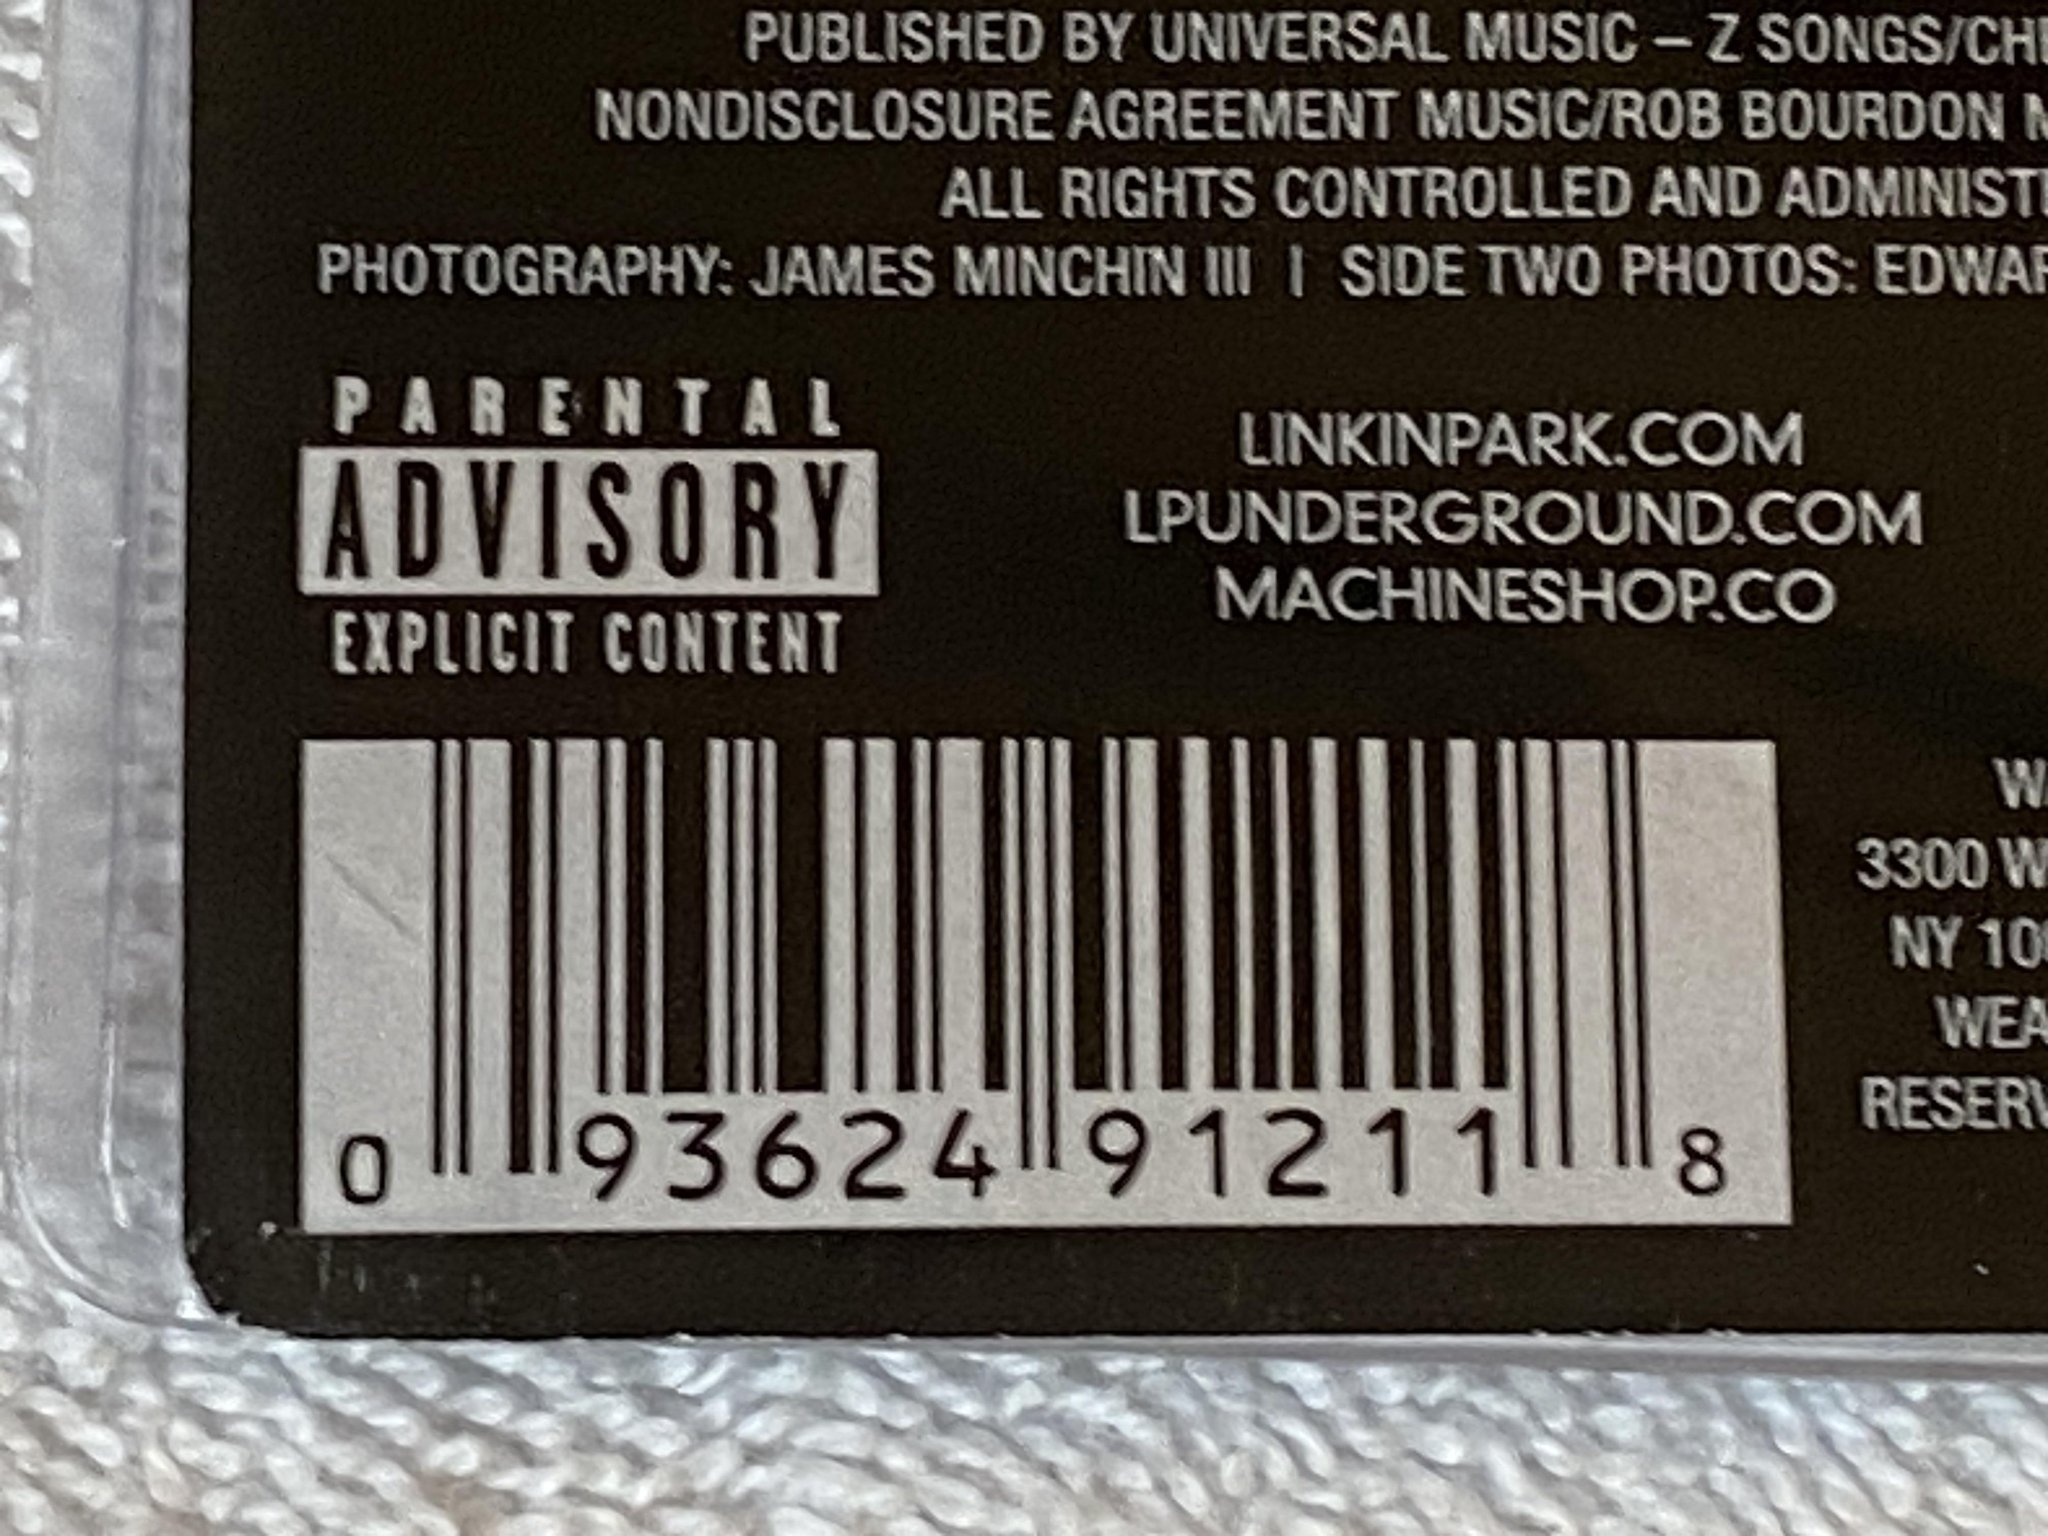 PUBLISHED BY UNIVERSAL MUSIC – Z SONGS/
NONDISCLOSURE AGREEMENT MUSIC/ROB BOURDON
ALL RIGHTS CONTROLLED AND
PHOTOGRAPHY: JAMES MINCHIN III | SIDE TWO PHOTOS:
PARENTAL
ADVISORY
EXPLICIT CONTENT
LINKINPARK.COM
LPUNDERGROUND.COM
MACHINESHOP.CO
3300
NY
WEA
0 93624 91211 8